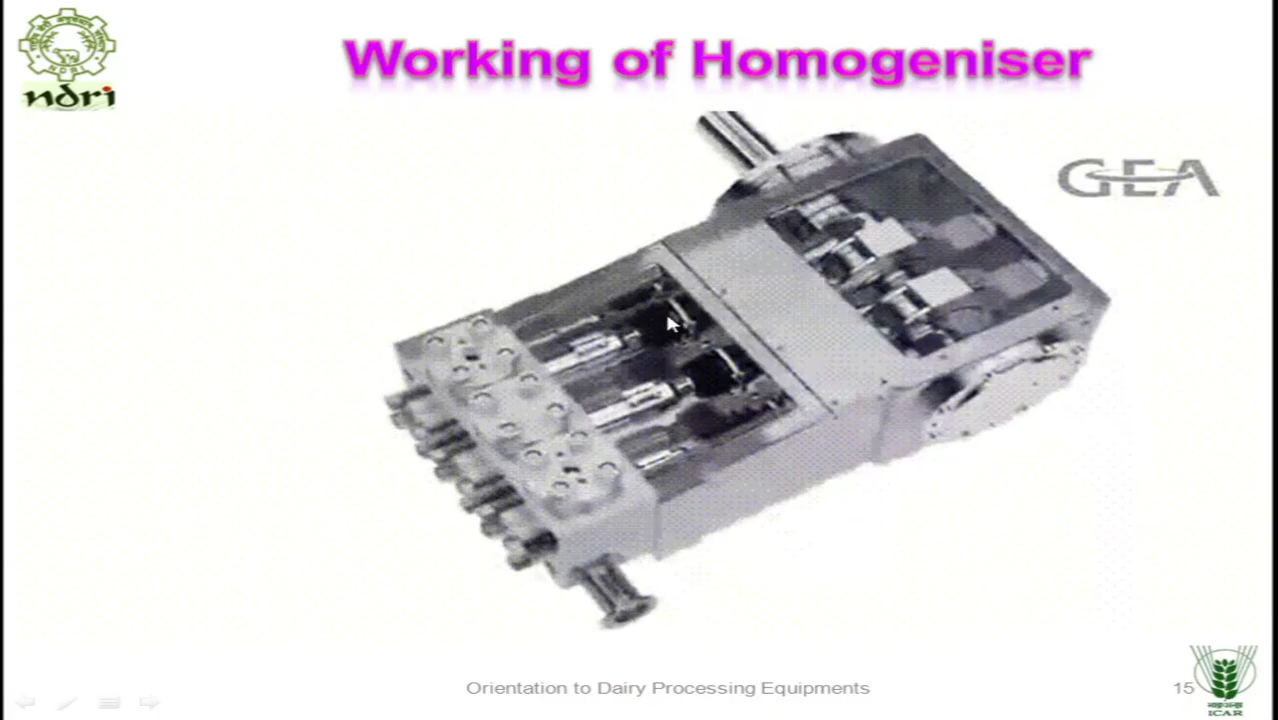 Working of Homogeniser
ndri
GEA
Orientation to Dairy Processing Equipments
15
ICAR